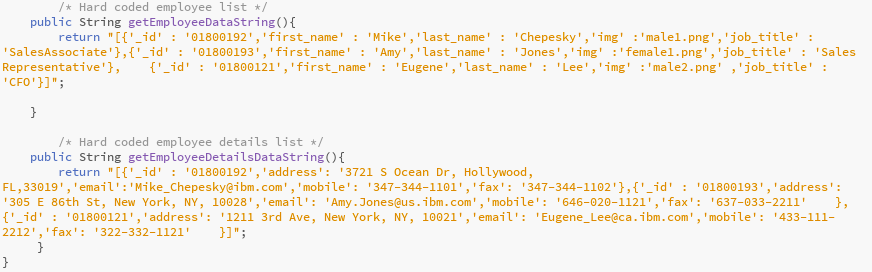 /* Hard coded employee list */
public String getEmployeeDataString(){
return "[{'_id' : '01800192','first_name' : 'Mike','last_name' : 'Chepesky','img' :'male1.png','job_title' :
'SalesAssociate'},{'_id' : '01800193','first_name' : 'Amy','last_name' : 'Jones','img' :'female1.png','job_title' : 'Sales
Representative'},    {'_id' : '01800121','first_name' : 'Eugene','last_name' : 'Lee','img' :'male2.png' ,'job_title' :
'CFO'}]";
}
/* Hard coded employee details list */
public String getEmployeeDetailsDataString(){
return "[{'_id' : '01800192','address': '3721 S Ocean Dr, Hollywood,
FL,33019','email':'Mike_Chepesky@ibm.com','mobile': '347-344-1101','fax': '347-344-1102'},{'_id' : '01800193','address':
'305 E 86th St, New York, NY, 10028','email': 'Amy.Jones@us.ibm.com','mobile': '646-020-1121','fax': '637-033-2211'    },
{'_id' : '01800121','address': '1211 3rd Ave, New York, NY, 10021','email': 'Eugene_Lee@ca.ibm.com','mobile': '433-111-
2212','fax': '322-332-1121'    }]";
}
}